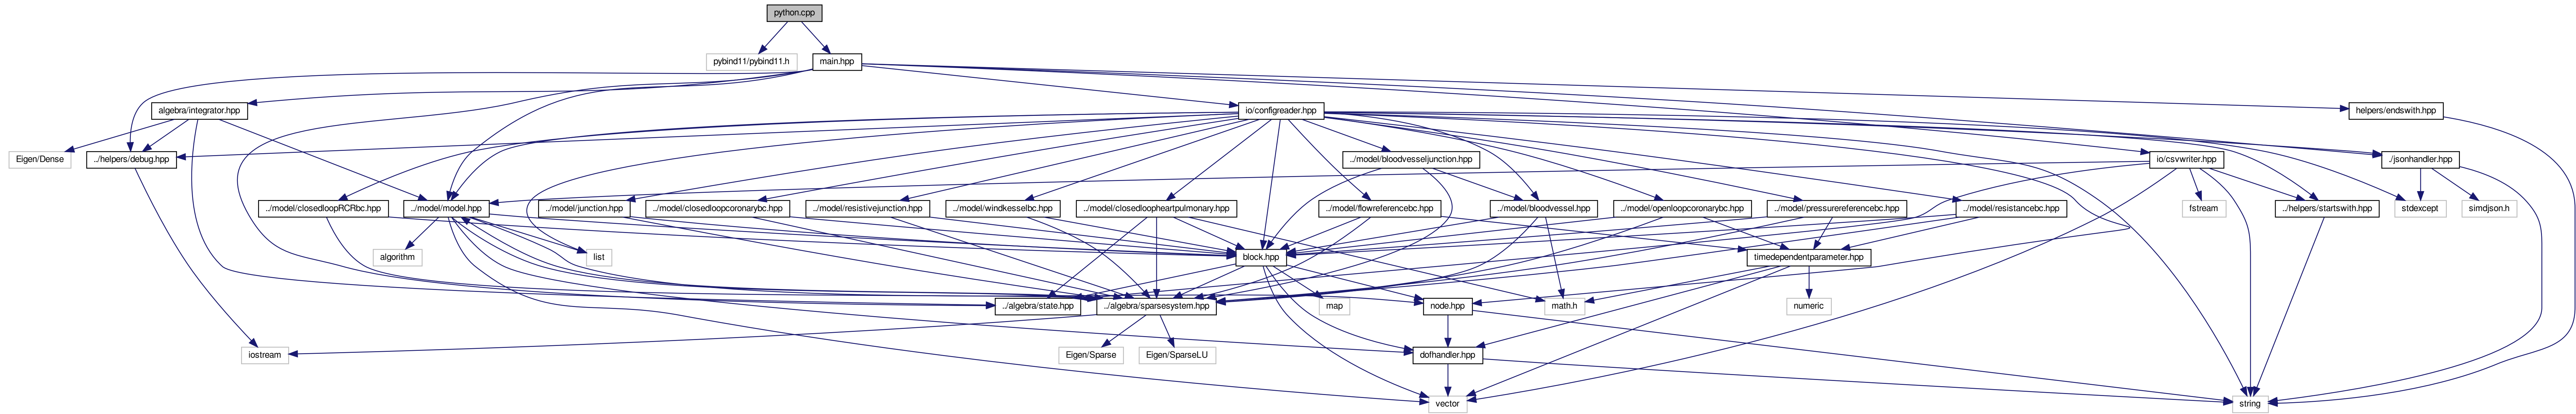 python.cpp
pybind11/pybind11.h
main.hpp
algebra/integrator.hpp
io/configreader.hpp
helpers/endswith.hpp
Eigen/Dense
../helpers/debug.hpp
../model/bloodvesseljunction.hpp
io/csvwriter.hpp
./jsonhandler.hpp
../model/closedloopRCRbc.hpp
../model/model.hpp
../model/junction.hpp
../model/closedloopcoronarybc.hpp
../model/resistivejunction.hpp
../model/windkesselbc.hpp
../model/closedloopheartpulmonary.hpp
../model/flowreferencebc.hpp
../model/bloodvessel.hpp
../model/openloopcoronarybc.hpp
../model/pressurereferencebc.hpp
../model/resistancebc.hpp
fstream
../helpers/startswith.hpp
stdexcept
simdjson.h
algorithm
list
block.hpp
timedependentparameter.hpp
../algebra/state.hpp
../algebra/sparsesystem.hpp
map
node.hpp
math.h
numeric
iostream
Eigen/Sparse
Eigen/SparseLU
dofhandler.hpp
vector
string